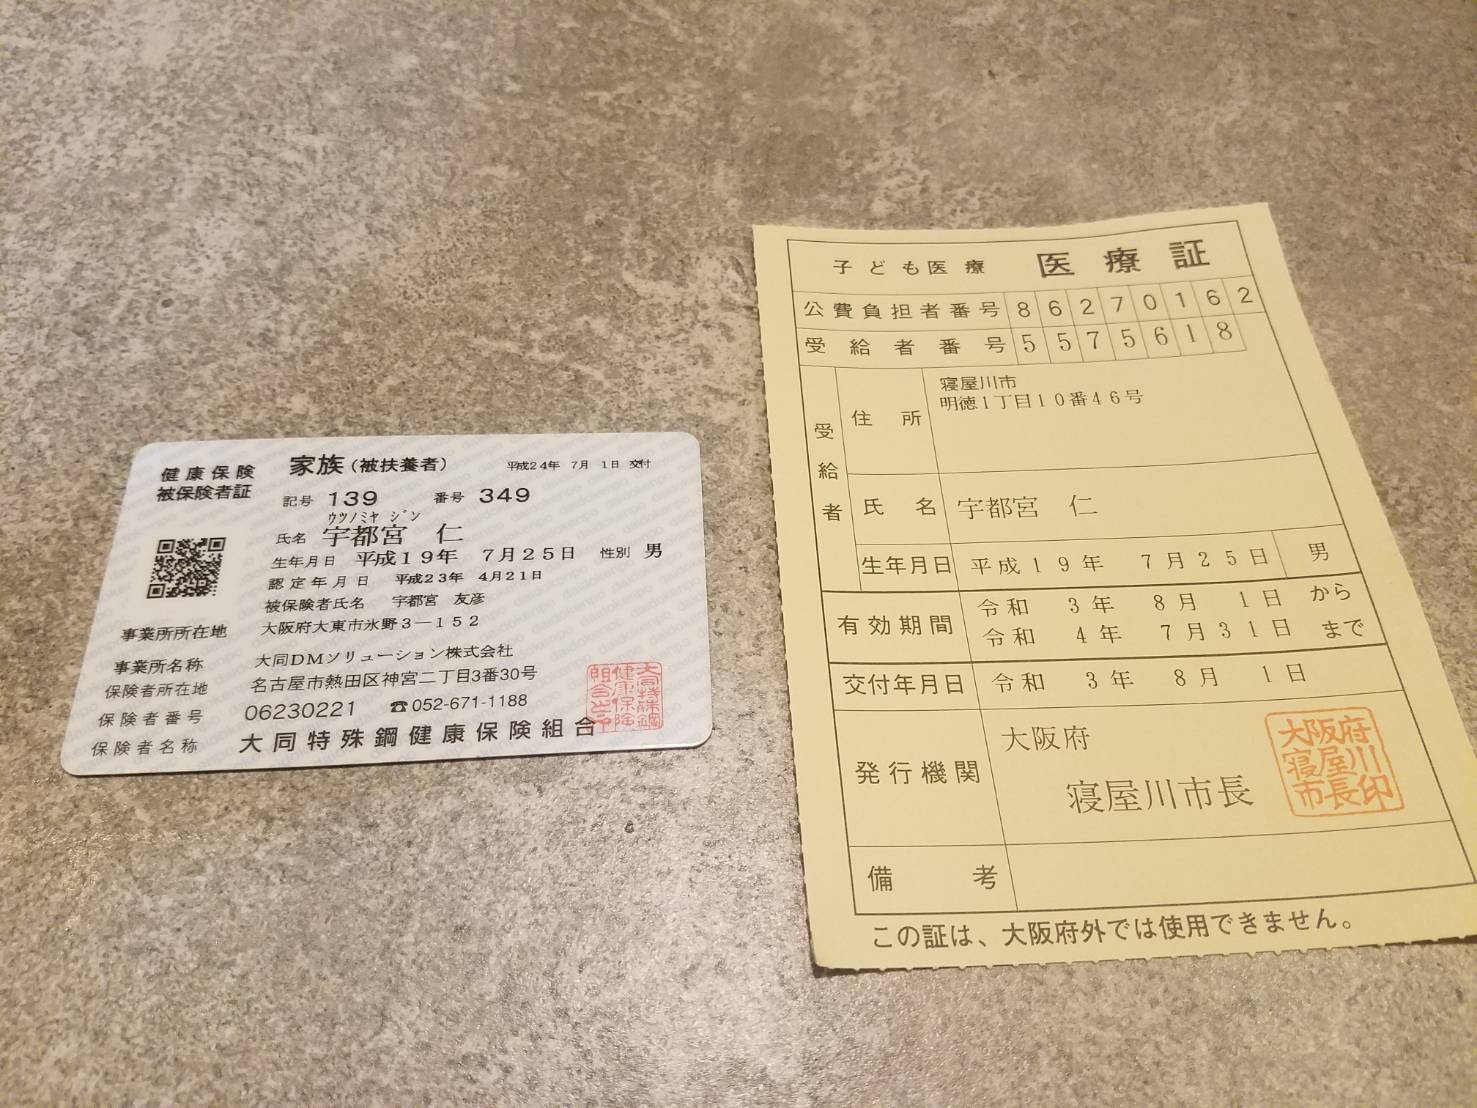 健康保険
被保険者証
家族(被扶養者)
平成24年 7月 1日 交付
記号 139 番号 349
ウツノミヤ ジン
氏名 宇都宮 仁
生年月日 平成19年 7月25日 性別 男
認定年月日 平成23年 4月21日
被保険者氏名 宇都宮 友彦
事業所所在地 大阪府大東市氷野3-152
事業所名称 大同DMソリューション株式会社
保険者所在地 名古屋市熱田区神宮二丁目3番30号
保険者番号 06230221 ☎052-671-1188
保険者名称 大同特殊鋼健康保険組合
大同特殊鋼
健康保険
組合之印
子ども医療 医療証
公費負担者番号 86270162
受給者番号 5575618
受給者
住所 寝屋川市
明徳1丁目10番46号
氏名 宇都宮 仁
生年月日 平成19年 7月25日 男
有効期間 令和 3年 8月 1日 から
令和 4年 7月31日 まで
交付年月日 令和 3年 8月 1日
発行機関 大阪府
寝屋川市長
大阪府
寝屋川
市長印
備考
この証は、大阪府外では使用できません。